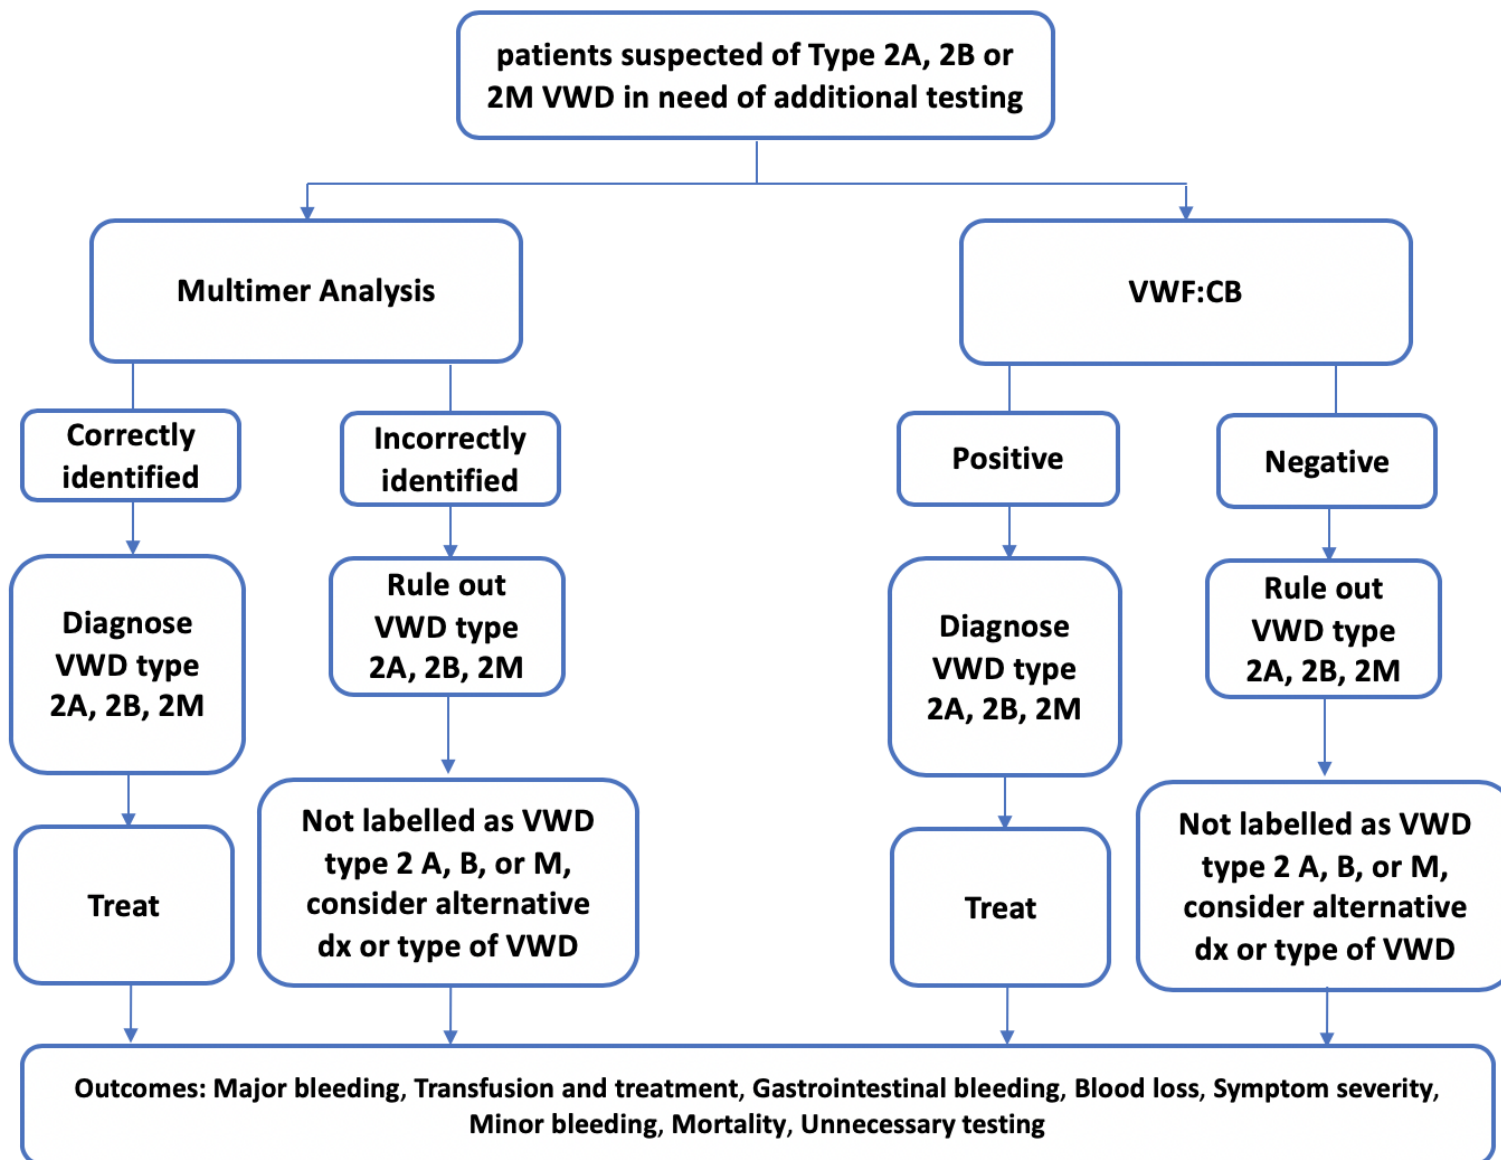 patients suspected of Type 2A, 2B or
2M VWD in need of additional testing
Multimer Analysis
VWF:CB
Correctly
identified
Incorrectly
identified
Positive
Negative
Diagnose
VWD type
2A, 2B, 2M
Rule out
VWD type
2A, 2B, 2M
Diagnose
VWD type
2A, 2B, 2M
Rule out
VWD type
2A, 2B, 2M
Treat
Not labelled as VWD
type 2 A, B, or M,
consider alternative
dx or type of VWD
Treat
Not labelled as VWD
type 2 A, B, or M,
consider alternative
dx or type of VWD
Outcomes: Major bleeding, Transfusion and treatment, Gastrointestinal bleeding, Blood loss, Symptom severity,
Minor bleeding, Mortality, Unnecessary testing